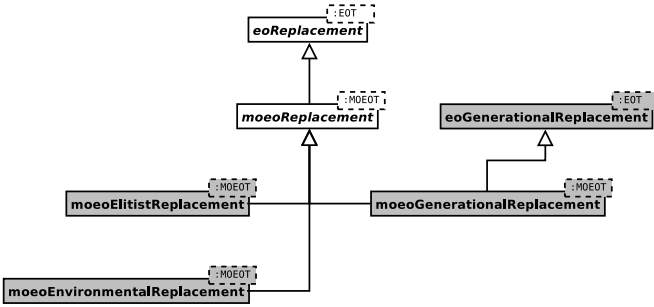 :EOT
eoReplacement
:MOEOT
moeoReplacement
:EOT
eoGenerationalReplacement
:MOEOT
moeoElitistReplacement
:MOEOT
moeoGenerationalReplacement
:MOEOT
moeoEnvironmentalReplacement